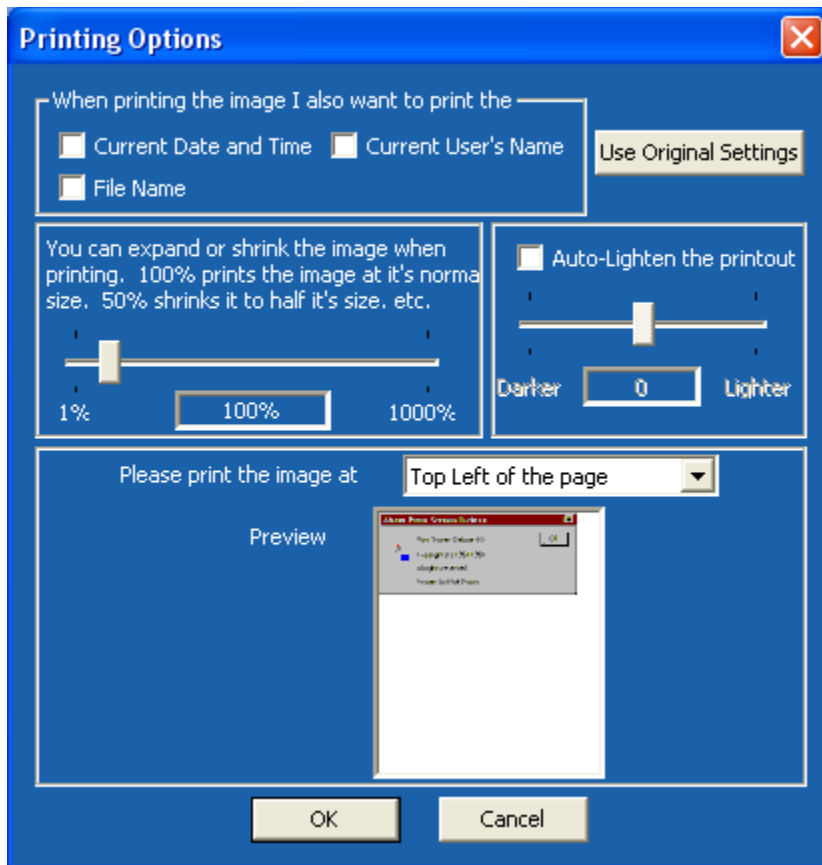 Printing Options
When printing the image I also want to print the
Current Date and Time
Current User's Name
File Name
Use Original Settings
You can expand or shrink the image when
printing. 100% prints the image at it's norma
size. 50% shrinks it to half it's size. etc.
1%
100%
1000%
Auto-Lighten the printout
Darker
0
Lighter
Please print the image at
Top Left of the page
Preview
OK
Cancel